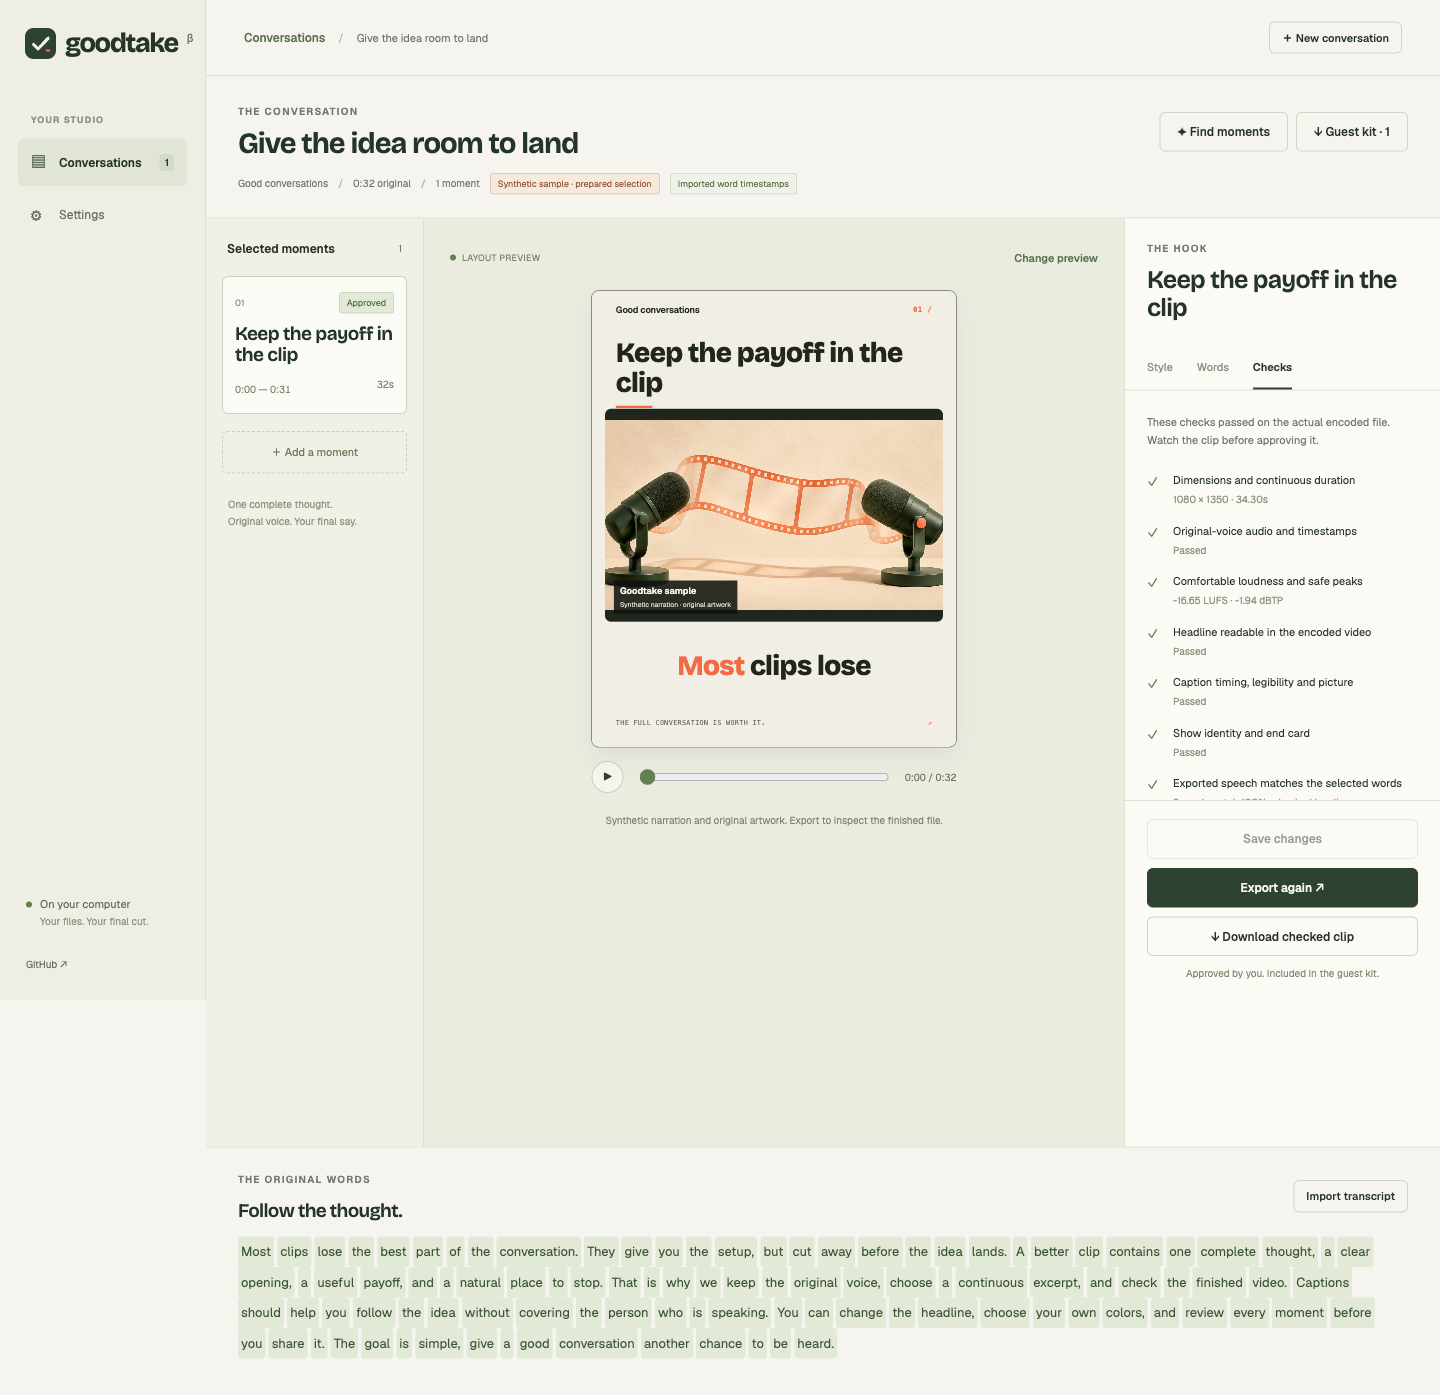 goodtake β
YOUR STUDIO
Conversations 1
Settings
On your computer
Your files. Your final cut.
GitHub ↗
Conversations / Give the idea room to land
+ New conversation
THE CONVERSATION
Give the idea room to land
Good conversations / 0:32 original / 1 moment Synthetic sample · prepared selection Imported word timestamps
✦ Find moments
↓ Guest kit · 1
Selected moments 1
01 Approved
Keep the payoff in
the clip
0:00 — 0:31 32s
+ Add a moment
One complete thought.
Original voice. Your final say.
LAYOUT PREVIEW
Change preview
Good conversations 01 /
Keep the payoff in the
clip
Goodtake sample
Synthetic narration · original artwork
Most clips lose
THE FULL CONVERSATION IS WORTH IT. ↗
0:00 / 0:32
Synthetic narration and original artwork. Export to inspect the finished file.
THE HOOK
Keep the payoff in the
clip
Style Words Checks
These checks passed on the actual encoded file.
Watch the clip before approving it.
Dimensions and continuous duration
1080 × 1350 · 34.30s
Original-voice audio and timestamps
Passed
Comfortable loudness and safe peaks
-16.65 LUFS · -1.94 dBTP
Headline readable in the encoded video
Passed
Caption timing, legibility and picture
Passed
Show identity and end card
Passed
Exported speech matches the selected words
Save changes
Export again ↗
↓ Download checked clip
Approved by you. Included in the guest kit.
THE ORIGINAL WORDS
Follow the thought.
Import transcript
Most clips lose the best part of the conversation. They give you the setup, but cut away before the idea lands. A better clip contains one complete thought, a clear
opening, a useful payoff, and a natural place to stop. That is why we keep the original voice, choose a continuous excerpt, and check the finished video. Captions
should help you follow the idea without covering the person who is speaking. You can change the headline, choose your own colors, and review every moment before
you share it. The goal is simple, give a good conversation another chance to be heard.